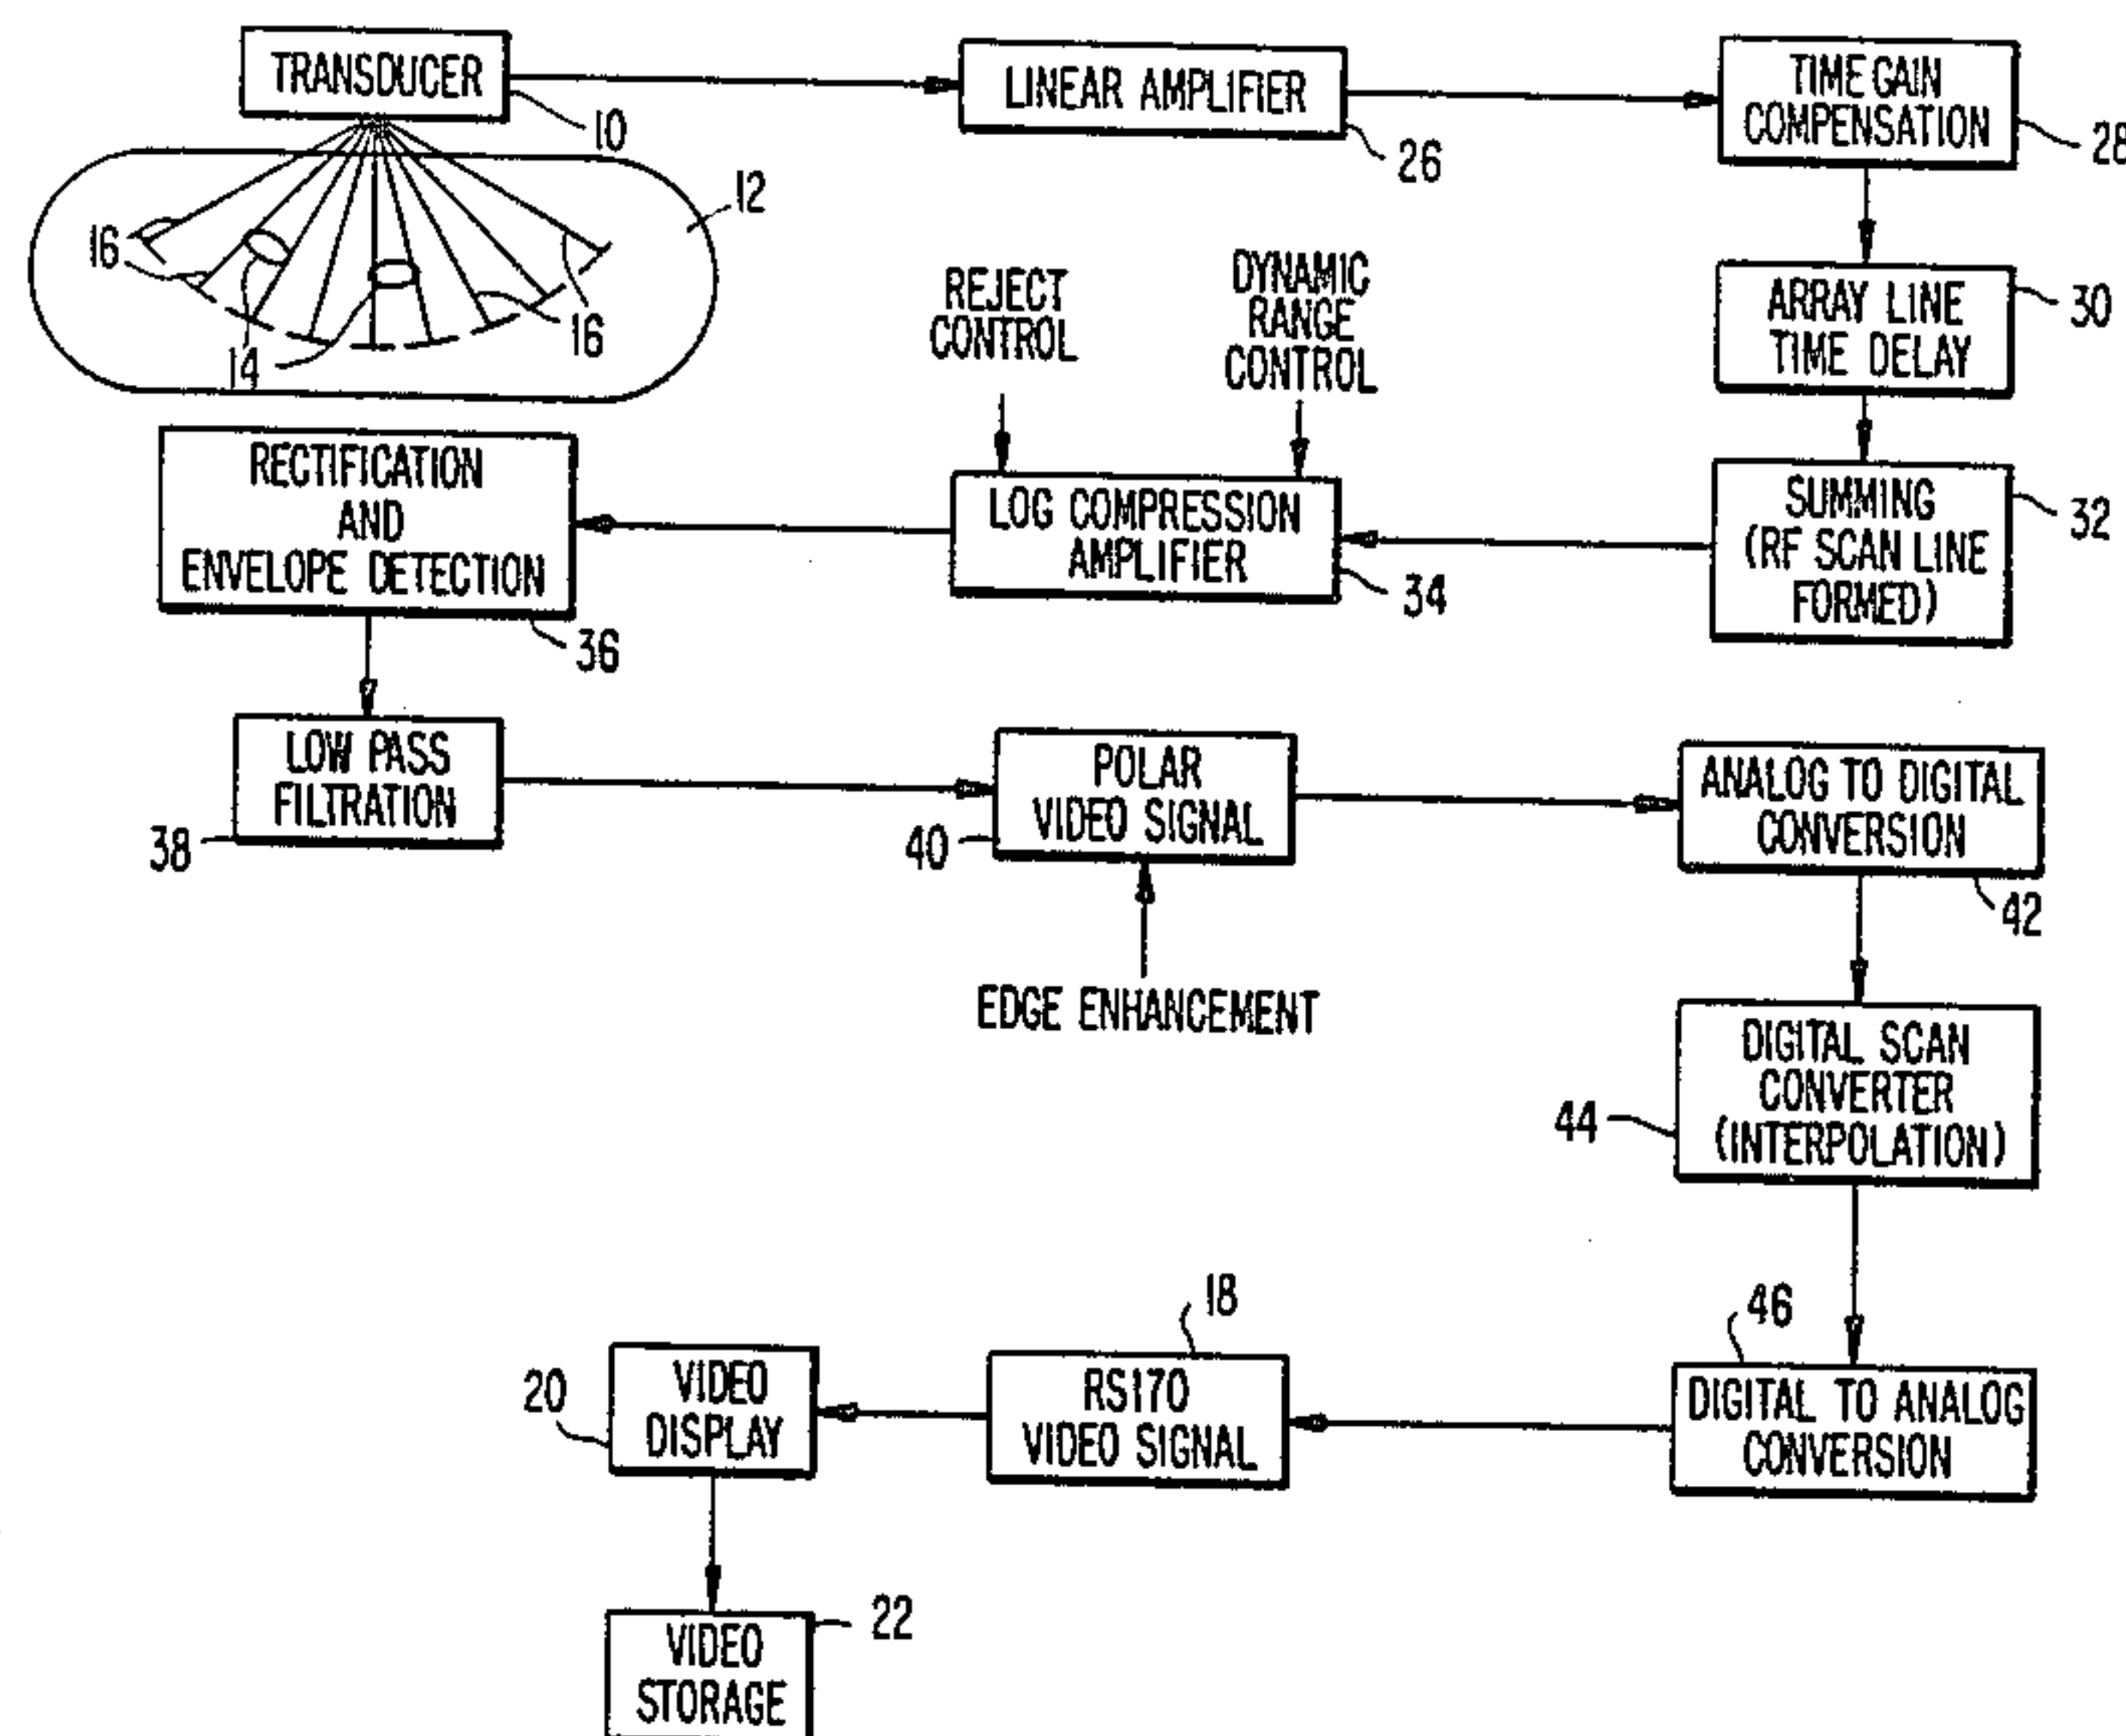 TRANSDUCER
10
LINEAR AMPLIFIER
26
TIME GAIN
COMPENSATION
28
12
16
14
16
REJECT
CONTROL
DYNAMIC
RANGE
CONTROL
ARRAY LINE
TIME DELAY
30
RECTIFICATION
AND
ENVELOPE DETECTION
36
LOG COMPRESSION
AMPLIFIER
34
SUMMING
(RF SCAN LINE
FORMED)
32
LOW PASS
FILTRATION
38
POLAR
VIDEO SIGNAL
40
EDGE ENHANCEMENT
ANALOG TO DIGITAL
CONVERSION
42
DIGITAL SCAN
CONVERTER
(INTERPOLATION)
44
46
DIGITAL TO ANALOG
CONVERSION
18
RS170
VIDEO SIGNAL
20
VIDEO
DISPLAY
VIDEO
STORAGE
22